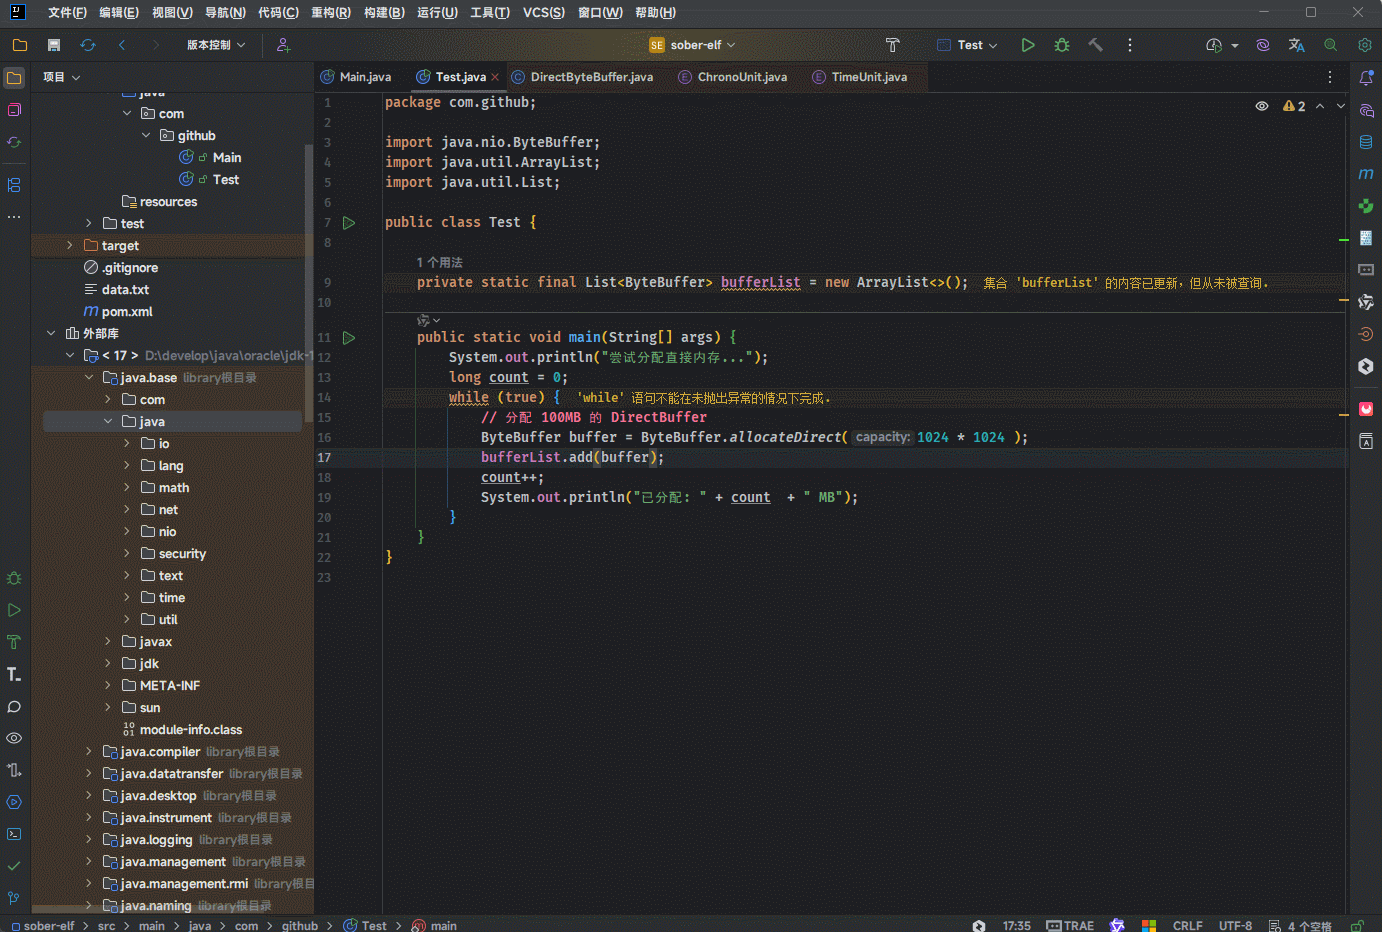 文件(F) 编辑(E) 视图(V) 导航(N) 代码(C) 重构(R) 构建(B) 运行(U) 工具(T) VCS(S) 窗口(W) 帮助(H)
版本控制 SE sober-elf Test
项目
Main.java Test.java DirectByteBuffer.java ChronoUnit.java TimeUnit.java
java
com
github
Main
Test
resources
test
target
.gitignore
data.txt
pom.xml
外部库
< 17 > D:\develop\java\oracle\jdk-1
java.base library根目录
com
java
io
lang
math
net
nio
security
text
time
util
javax
jdk
META-INF
sun
module-info.class
java.compiler library根目录
java.datatransfer library根目录
java.desktop library根目录
java.instrument library根目录
java.logging library根目录
java.management library根目录
java.management.rmi library根目
java.naming library根目录
2
1 package com.github;
2
3 import java.nio.ByteBuffer;
4 import java.util.ArrayList;
5 import java.util.List;
6
7 public class Test {
8
1 个用法
9 private static final List<ByteBuffer> bufferList = new ArrayList<>(); 集合 'bufferList' 的内容已更新，但从未被查询.
10
11 public static void main(String[] args) {
12 System.out.println("尝试分配直接内存...");
13 long count = 0;
14 while (true) { 'while' 语句不能在未抛出异常的情况下完成.
15 // 分配 100MB 的 DirectBuffer
16 ByteBuffer buffer = ByteBuffer.allocateDirect( capacity: 1024 * 1024 );
17 bufferList.add(buffer);
18 count++;
19 System.out.println("已分配: " + count  + " MB");
20 }
21 }
22 }
23
sober-elf > src > main > java > com > github > Test > main
17:35 TRAE CRLF UTF-8 4 个空格